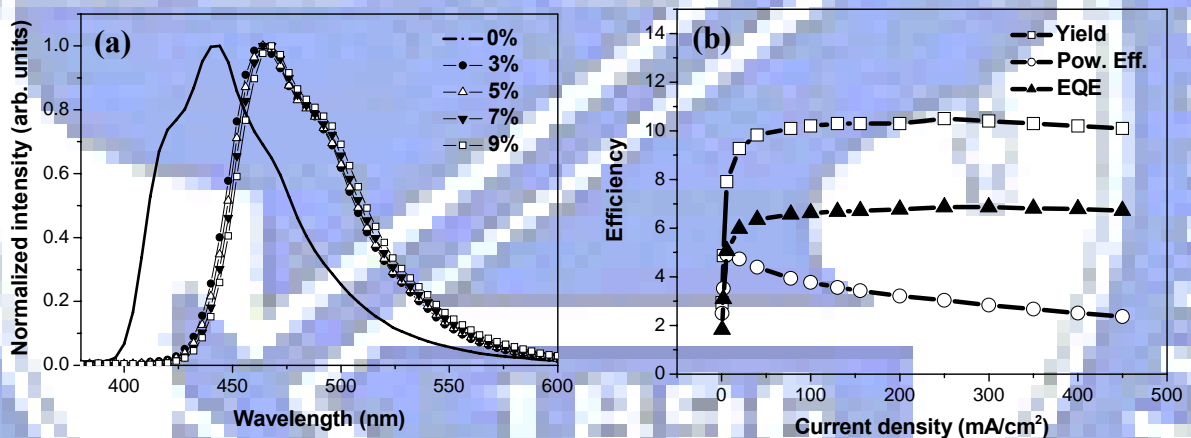 (a)
0%
3%
5%
7%
9%
Normalized intensity (arb. units)
1.0
0.8
0.6
0.4
0.2
0.0
400 450 500 550 600
Wavelength (nm)
(b)
Yield
Pow. Eff.
EQE
Efficiency
14
12
10
8
6
4
2
0 100 200 300 400 500
Current density (mA/cm²)